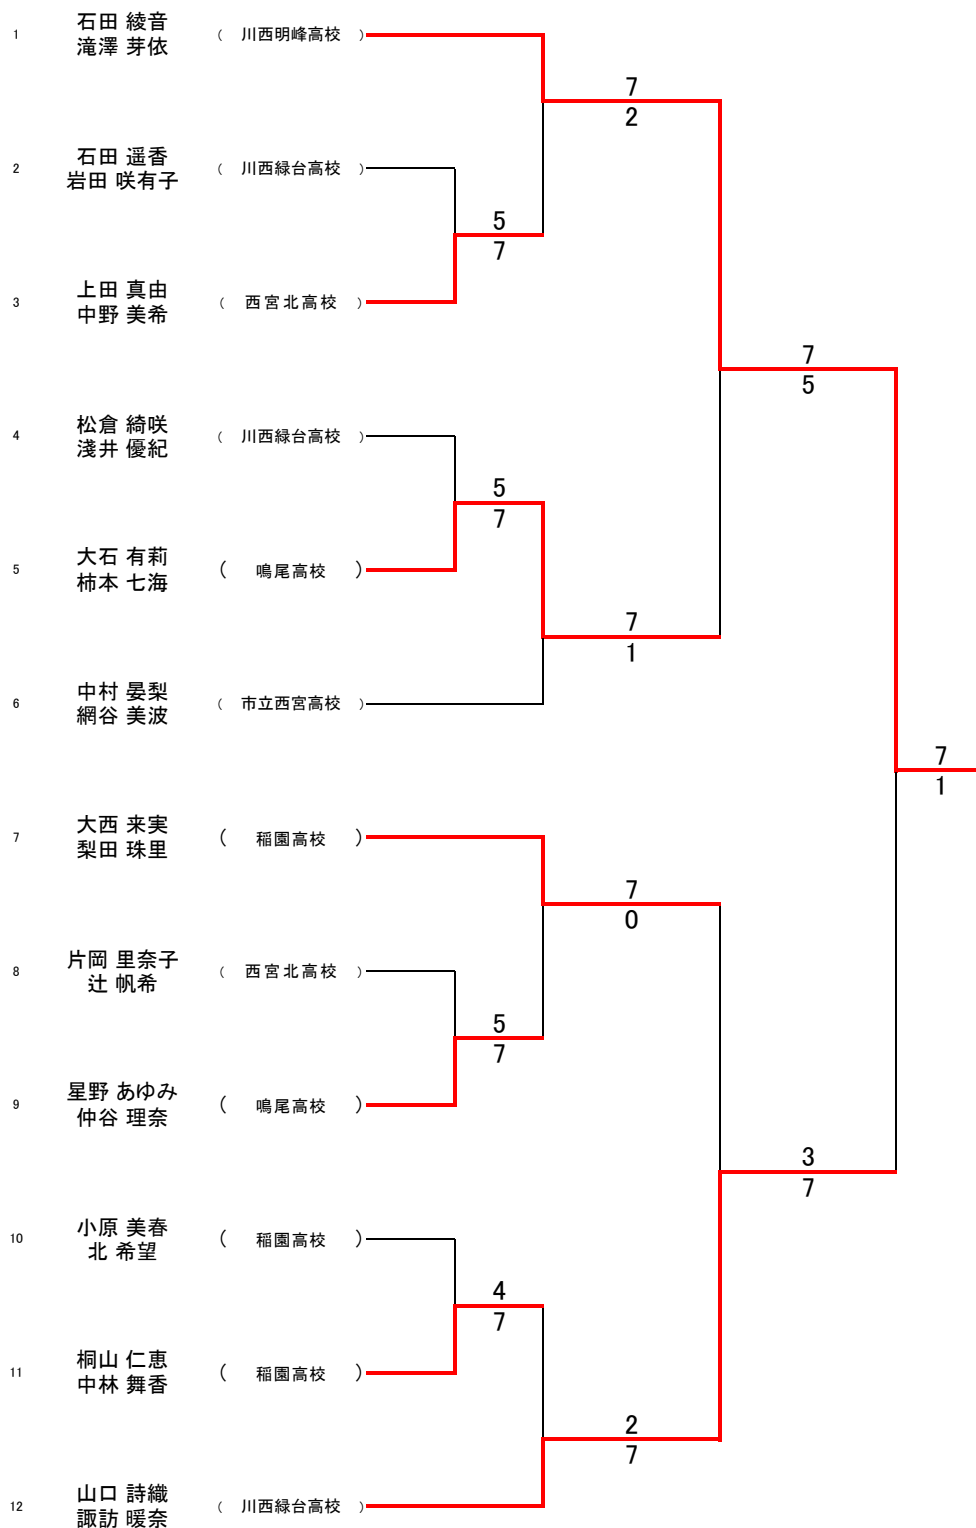 1 石田 綾音 滝澤 芽依 ( 川西明峰高校 )
7
2
2 石田 遥香 岩田 咲有子 ( 川西緑台高校 )
5
7
3 上田 真由 中野 美希 ( 西宮北高校 )
7
5
4 松倉 綺咲 淺井 優紀 ( 川西緑台高校 )
5
7
5 大石 有莉 柿本 七海 ( 鳴尾高校 )
7
1
6 中村 晏梨 網谷 美波 ( 市立西宮高校 )
7
1
7 大西 来実 梨田 珠里 ( 稲園高校 )
7
0
8 片岡 里奈子 辻 帆希 ( 西宮北高校 )
5
7
9 星野 あゆみ 仲谷 理奈 ( 鳴尾高校 )
3
7
10 小原 美春 北 希望 ( 稲園高校 )
4
7
11 桐山 仁恵 中林 舞香 ( 稲園高校 )
2
7
12 山口 詩織 諏訪 暖奈 ( 川西緑台高校 )